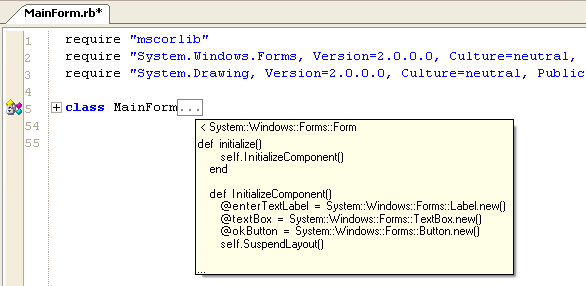 MainForm.rb*
1 require "mscorlib"
2 require "System.Windows.Forms, Version=2.0.0.0, Culture=neutral,
3 require "System.Drawing, Version=2.0.0.0, Culture=neutral, Public
4
5 class MainForm...
54
55
< System::Windows::Forms::Form
def initialize()
self.InitializeComponent()
end
def InitializeComponent()
@enterTextLabel = System::Windows::Forms::Label.new()
@textBox = System::Windows::Forms::TextBox.new()
@okButton = System::Windows::Forms::Button.new()
self.SuspendLayout()
...